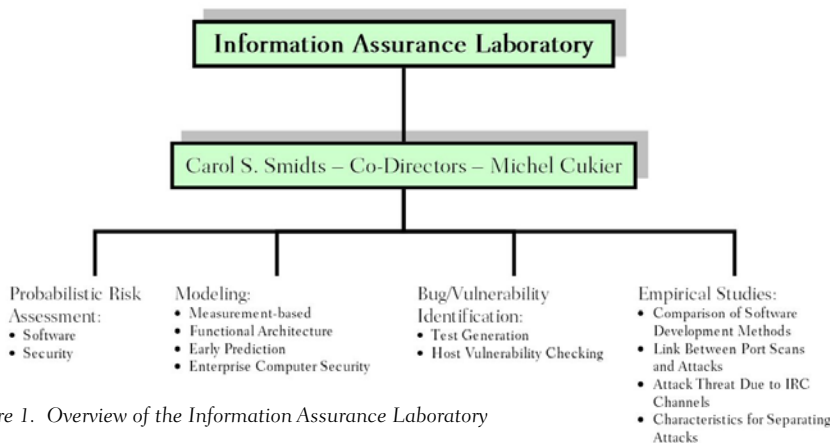 Information Assurance Laboratory
Carol S. Smidts – Co-Directors – Michel Cukier
Probabilistic Risk
Assessment:
• Software
• Security
Modeling:
• Measurement-based
• Functional Architecture
• Early Prediction
• Enterprise Computer Security
Bug/Vulnerability
Identification:
• Test Generation
• Host Vulnerability Checking
Empirical Studies:
• Comparison of Software
Development Methods
• Link Between Port Scans
and Attacks
• Attack Threat Due to IRC
Channels
• Characteristics for Separating
Attacks
re 1. Overview of the Information Assurance Laboratory